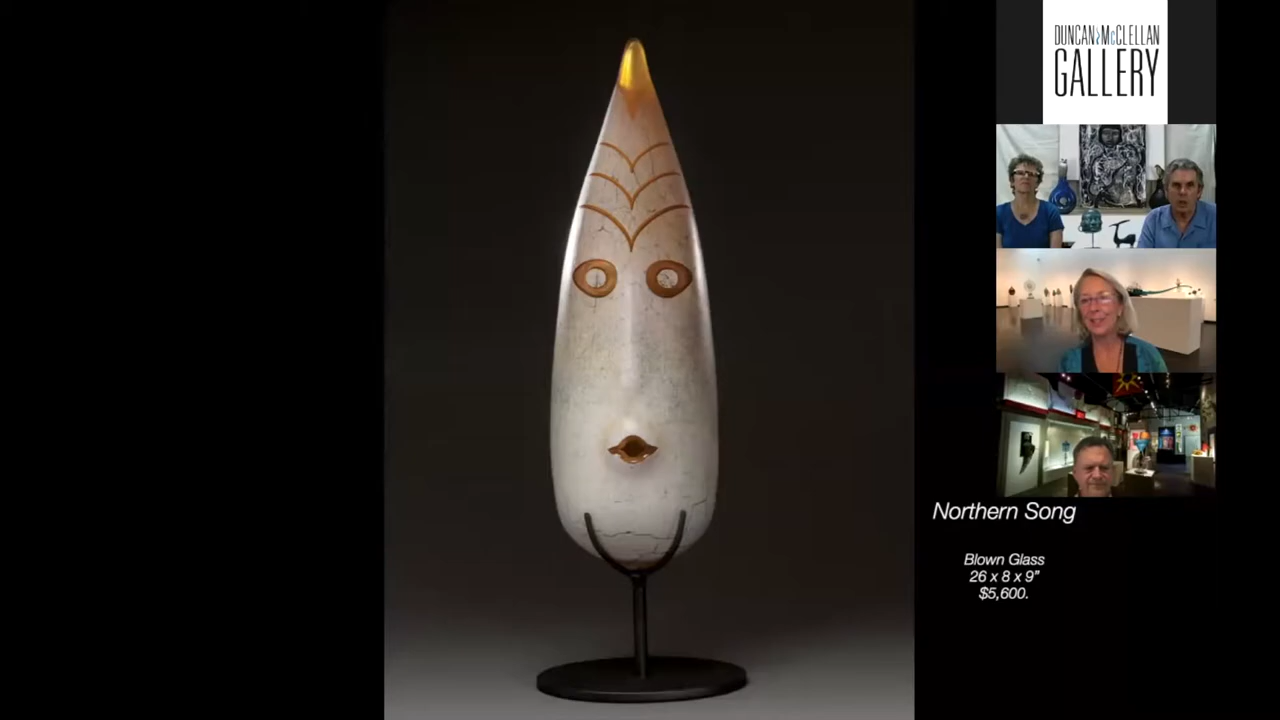 DUNCAN McCLELLAN
GALLERY
Northern Song
Blown Glass
26 x 8 x 9"
$5,600.